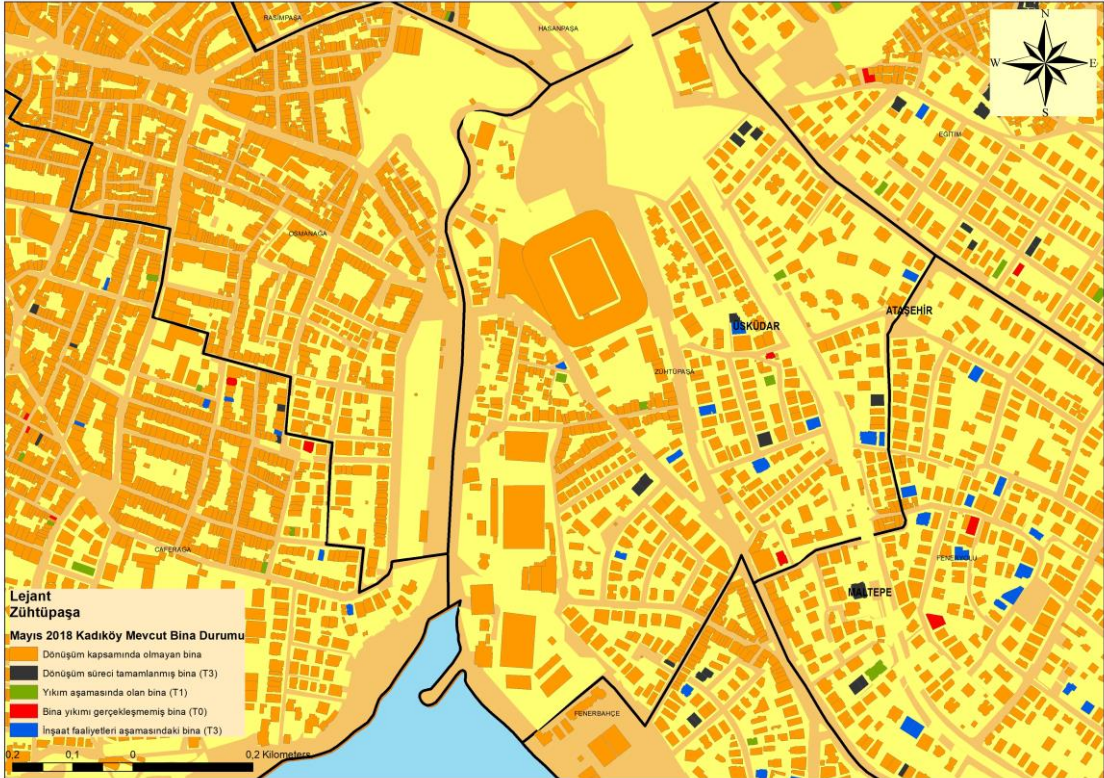 RASİMPAŞA
HASANPAŞA
N
W
E
S
EĞİTİM
OSMANAĞA
ÜSKÜDAR
ATAŞEHİR
ZÜHTÜPAŞA
CAFERAĞA
FENERYOLU
MALTEPE
FENERBAHÇE
Lejant
Zühtüpaşa
Mayıs 2018 Kadıköy Mevcut Bina Durumu
Dönüşüm kapsamında olmayan bina
Dönüşüm süreci tamamlanmış bina (T3)
Yıkım aşamasında olan bina (T1)
Bina yıkımı gerçekleşmemiş bina (T0)
İnşaat faaliyetleri aşamasındaki bina (T3)
0,2 0,1 0 0,2 Kilometers